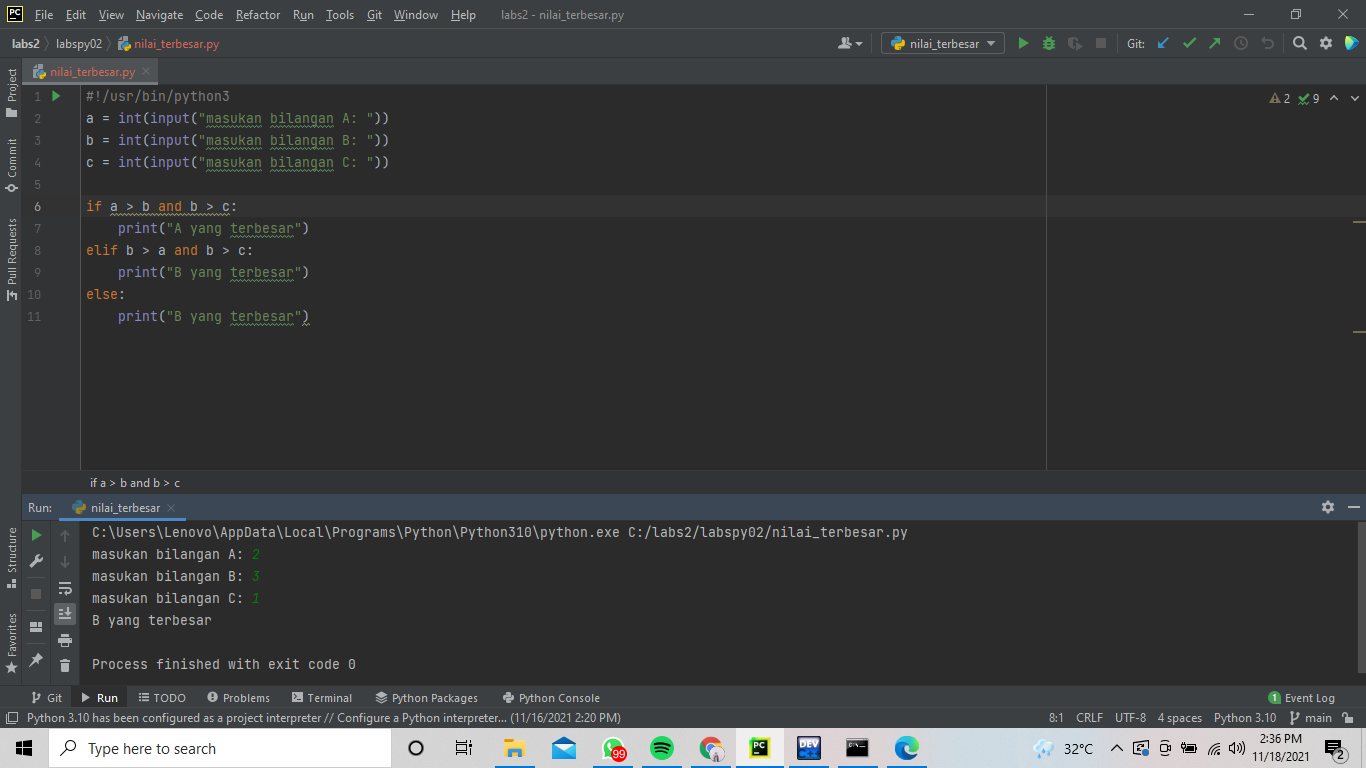 PC File Edit View Navigate Code Refactor Run Tools Git Window Help labs2 - nilai_terbesar.py
labs2 labspy02 nilai_terbesar.py nilai_terbesar Git:
nilai_terbesar.py
Project
Commit
Pull Requests
Structure
Favorites
2 9
1 #!/usr/bin/python3
2 a = int(input("masukan bilangan A: "))
3 b = int(input("masukan bilangan B: "))
4 c = int(input("masukan bilangan C: "))
5
6 if a > b and b > c:
7 print("A yang terbesar")
8 elif b > a and b > c:
9 print("B yang terbesar")
10 else:
11 print("B yang terbesar")
if a > b and b > c
Run: nilai_terbesar
C:\Users\Lenovo\AppData\Local\Programs\Python\Python310\python.exe C:/labs2/labspy02/nilai_terbesar.py
masukan bilangan A: 2
masukan bilangan B: 3
masukan bilangan C: 1
B yang terbesar
Process finished with exit code 0
Git Run TODO Problems Terminal Python Packages Python Console 1 Event Log
Python 3.10 has been configured as a project interpreter // Configure a Python interpreter... (11/16/2021 2:20 PM) 8:1 CRLF UTF-8 4 spaces Python 3.10 main
Type here to search 99 PC DEV 32°C 2:36 PM
11/18/2021 2